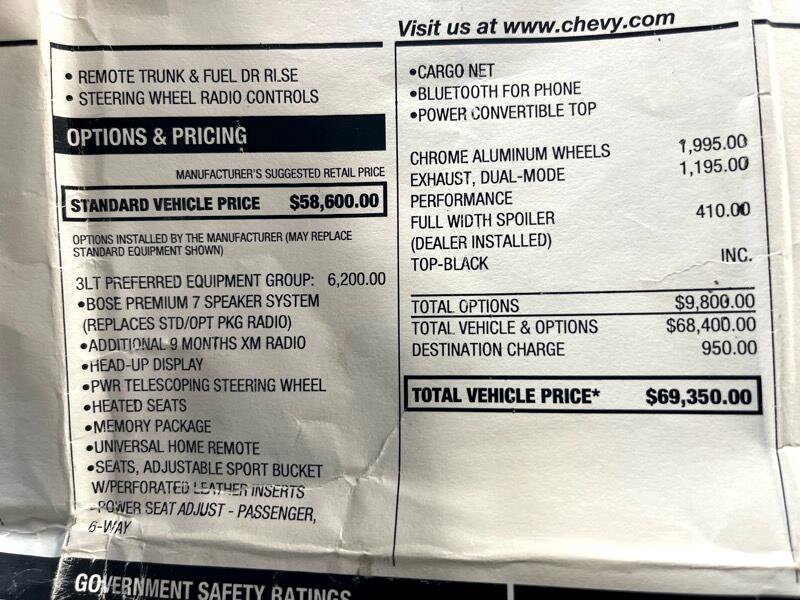 Visit us at www.chevy.com
• REMOTE TRUNK & FUEL DR RLSE
• STEERING WHEEL RADIO CONTROLS
OPTIONS & PRICING
MANUFACTURER'S SUGGESTED RETAIL PRICE
STANDARD VEHICLE PRICE $58,600.00
OPTIONS INSTALLED BY THE MANUFACTURER (MAY REPLACE
STANDARD EQUIPMENT SHOWN)
3LT PREFERRED EQUIPMENT GROUP: 6,200.00
•BOSE PREMIUM 7 SPEAKER SYSTEM
(REPLACES STD/OPT PKG RADIO)
•ADDITIONAL 9 MONTHS XM RADIO
•HEAD-UP DISPLAY
•PWR TELESCOPING STEERING WHEEL
•HEATED SEATS
•MEMORY PACKAGE
•UNIVERSAL HOME REMOTE
•SEATS, ADJUSTABLE SPORT BUCKET
W/PERFORATED LEATHER INSERTS
-POWER SEAT ADJUST - PASSENGER,
6-WAY
•CARGO NET
•BLUETOOTH FOR PHONE
•POWER CONVERTIBLE TOP
CHROME ALUMINUM WHEELS 1,995.00
EXHAUST, DUAL-MODE 1,195.00
PERFORMANCE
FULL WIDTH SPOILER 410.00
(DEALER INSTALLED)
TOP-BLACK INC.
TOTAL OPTIONS $9,800.00
TOTAL VEHICLE & OPTIONS $68,400.00
DESTINATION CHARGE 950.00
TOTAL VEHICLE PRICE* $69,350.00
GOVERNMENT SAFETY RATINGS